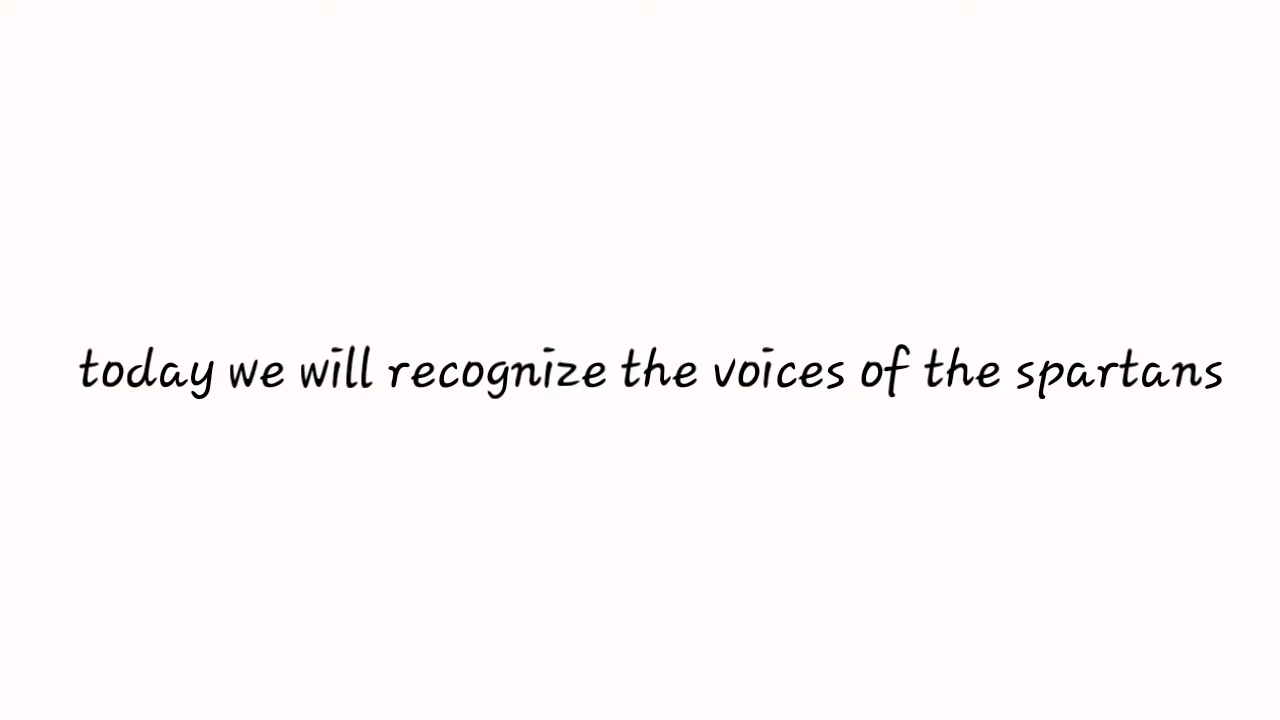 today we will recognize the voices of the spartans